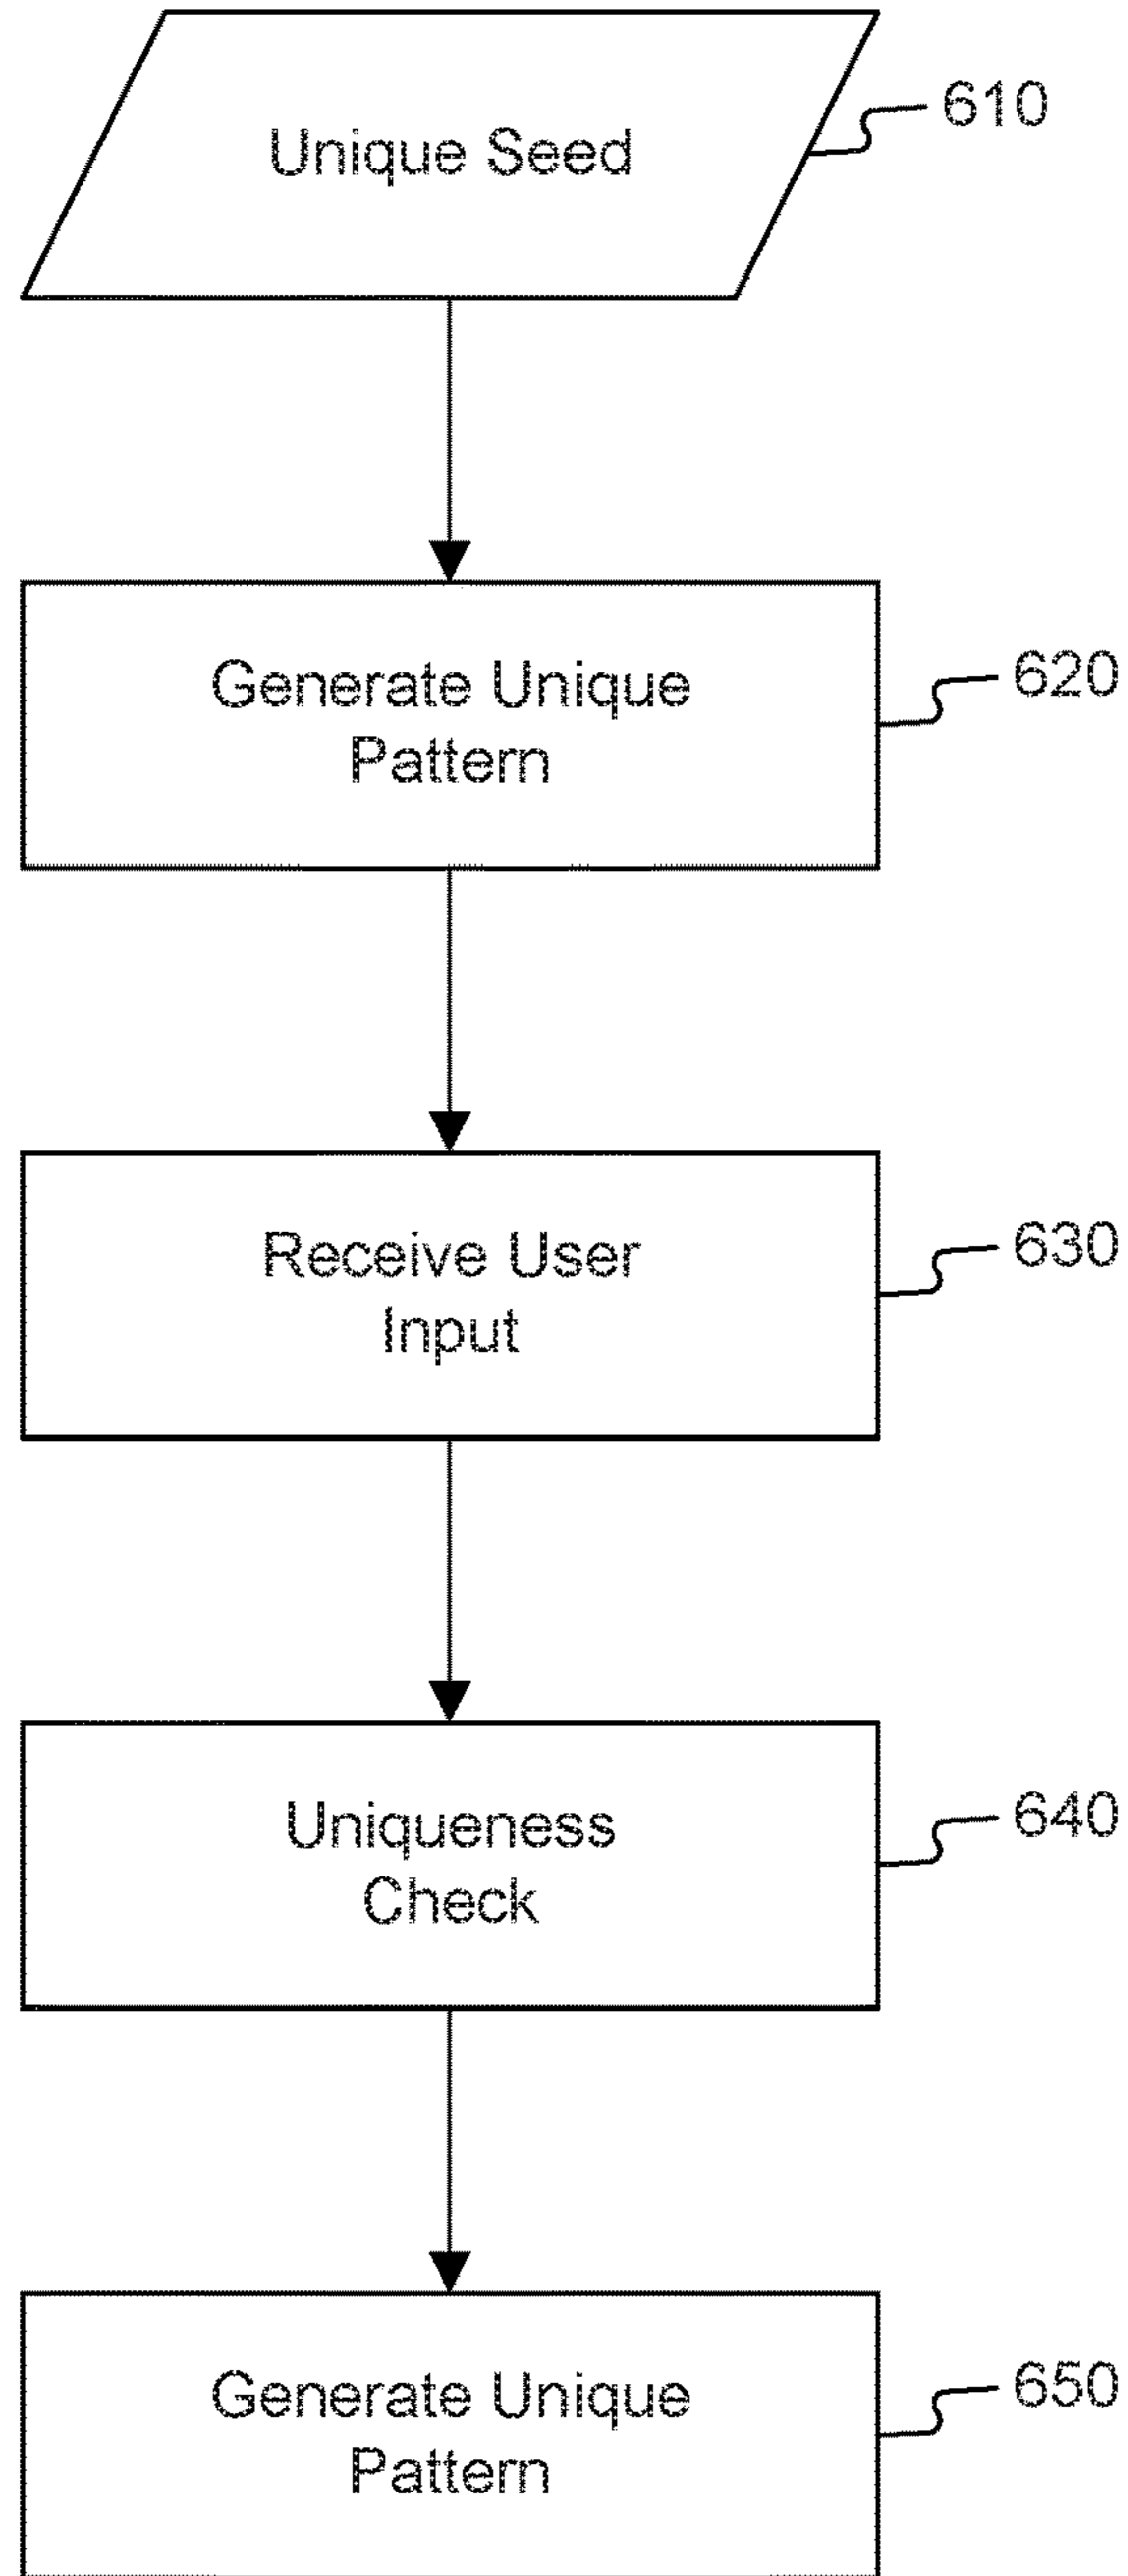 Unique Seed
610
Generate Unique
Pattern
620
Receive User
Input
630
Uniqueness
Check
640
Generate Unique
Pattern
650